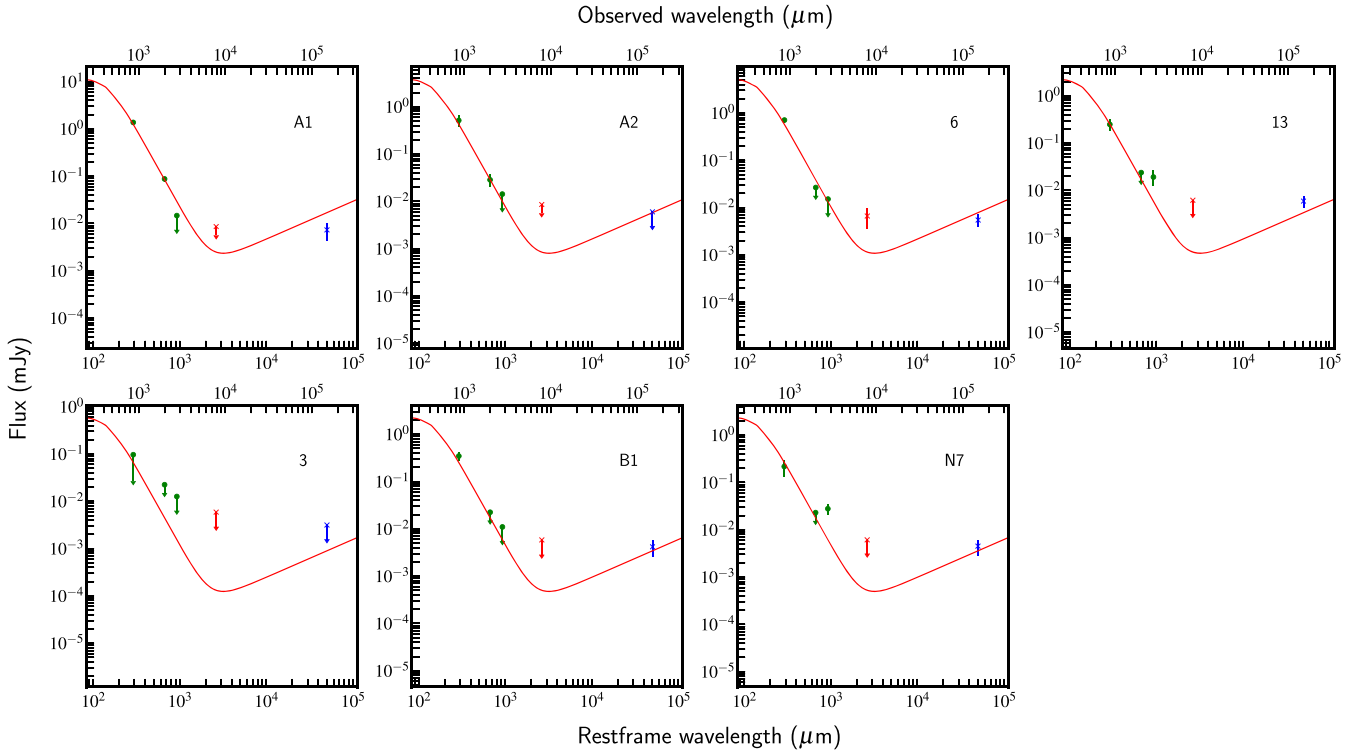 Observed wavelength (μm)
10³ 10⁴ 10⁵ 10³ 10⁴ 10⁵ 10³ 10⁴ 10⁵ 10³ 10⁴ 10⁵
10¹ 10⁰ 10⁻¹ 10⁻² 10⁻³ 10⁻⁴
A1
10⁰ 10⁻¹ 10⁻² 10⁻³ 10⁻⁴ 10⁻⁵
A2
10⁰ 10⁻¹ 10⁻² 10⁻³ 10⁻⁴
6
10⁰ 10⁻¹ 10⁻² 10⁻³ 10⁻⁴ 10⁻⁵
13
10² 10³ 10⁴ 10⁵ 10² 10³ 10⁴ 10⁵ 10² 10³ 10⁴ 10⁵ 10² 10³ 10⁴ 10⁵
Flux (mJy)
10³ 10⁴ 10⁵ 10³ 10⁴ 10⁵ 10³ 10⁴ 10⁵
10⁰ 10⁻¹ 10⁻² 10⁻³ 10⁻⁴ 10⁻⁵
3
10⁰ 10⁻¹ 10⁻² 10⁻³ 10⁻⁴ 10⁻⁵
B1
10⁰ 10⁻¹ 10⁻² 10⁻³ 10⁻⁴ 10⁻⁵
N7
10² 10³ 10⁴ 10⁵ 10² 10³ 10⁴ 10⁵ 10² 10³ 10⁴ 10⁵
Restframe wavelength (μm)